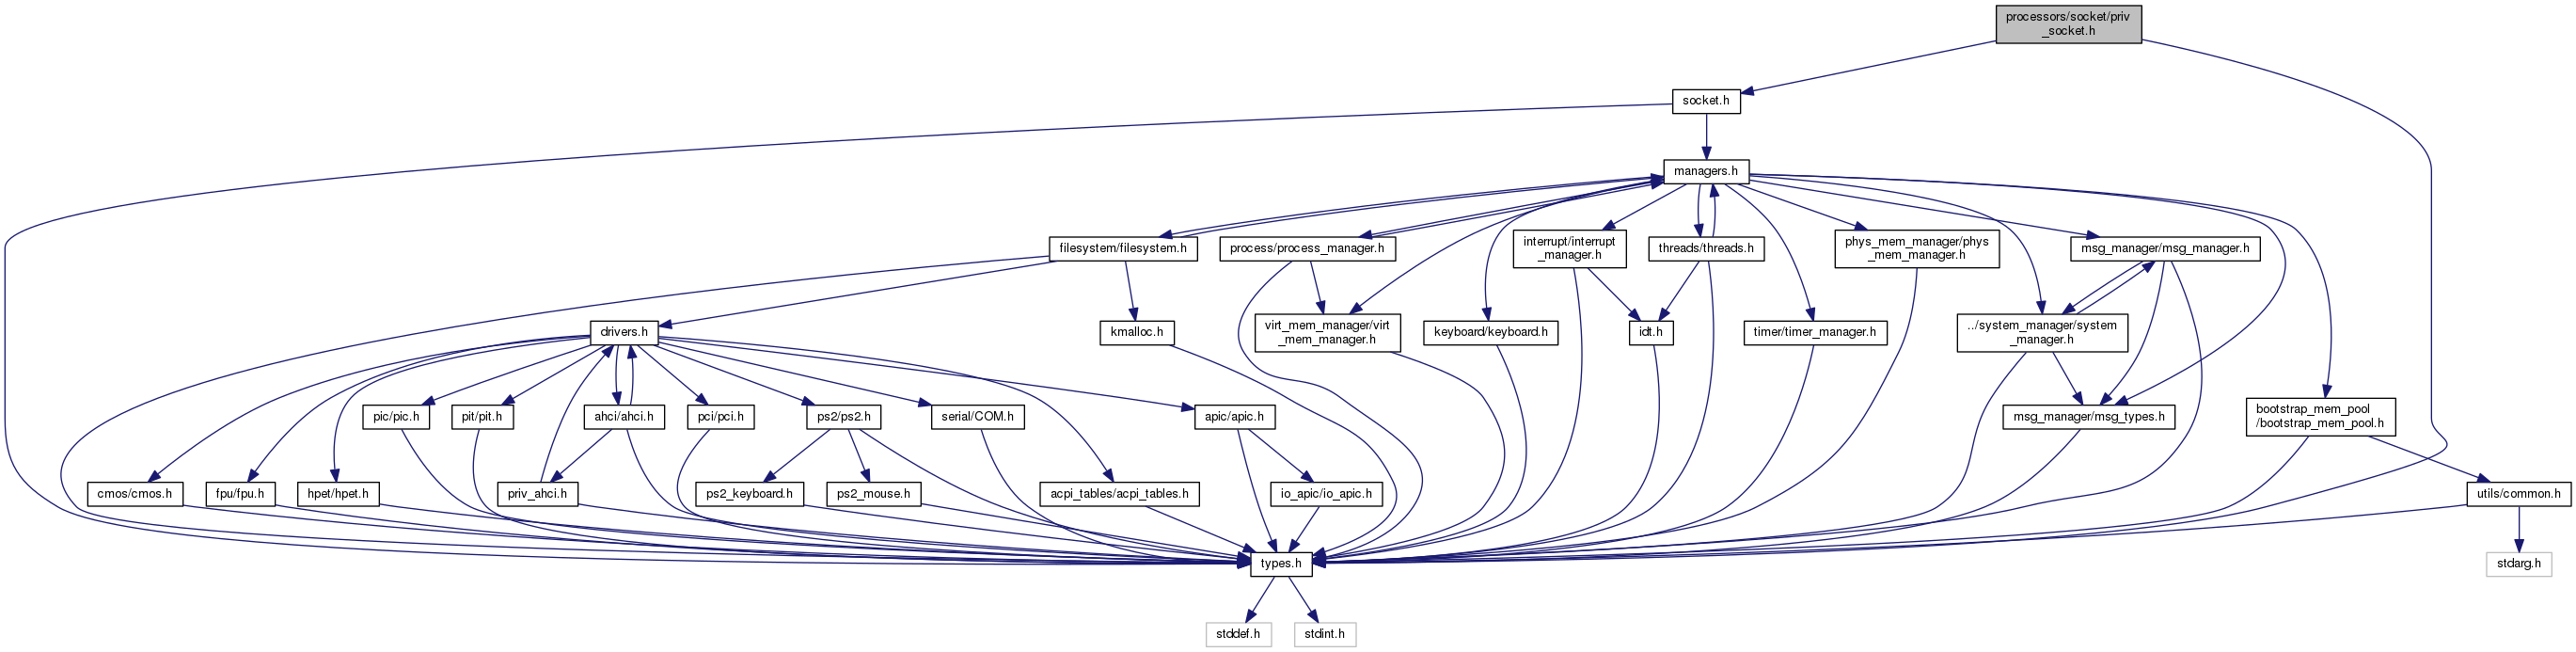 processors/socket/priv
_socket.h
socket.h
managers.h
filesystem/filesystem.h
process/process_manager.h
interrupt/interrupt
_manager.h
threads/threads.h
phys_mem_manager/phys
_mem_manager.h
msg_manager/msg_manager.h
drivers.h
kmalloc.h
virt_mem_manager/virt
_mem_manager.h
keyboard/keyboard.h
idt.h
timer/timer_manager.h
../system_manager/system
_manager.h
pic/pic.h
pit/pit.h
ahci/ahci.h
pci/pci.h
ps2/ps2.h
serial/COM.h
apic/apic.h
msg_manager/msg_types.h
bootstrap_mem_pool
/bootstrap_mem_pool.h
cmos/cmos.h
fpu/fpu.h
hpet/hpet.h
priv_ahci.h
ps2_keyboard.h
ps2_mouse.h
acpi_tables/acpi_tables.h
io_apic/io_apic.h
utils/common.h
types.h
stdarg.h
stddef.h
stdint.h